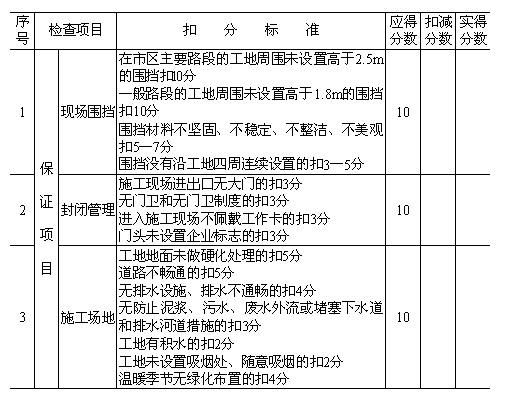 序号 检查项目 扣 分 标 准 应得分数 扣减分数 实得分数
保证项目
1 现场围挡 10
在市区主要路段的工地周围未设置高于2.5m
的围挡扣10分
一般路段的工地周围未设置高于1.8m的围挡
扣10分
围挡材料不坚固、不稳定、不整洁、不美观
扣5—7分
围挡没有沿工地四周连续设置的扣3—5分
2 封闭管理 10
施工现场进出口无大门的扣3分
无门卫和无门卫制度的扣3分
进入施工现场不佩戴工作卡的扣3分
门头未设置企业标志的扣3分
3 施工场地 10
工地地面未做硬化处理的扣5分
道路不畅通的扣5分
无排水设施、排水不通畅的扣4分
无防止泥浆、污水、废水外流或堵塞下水道
和排水河道措施的扣3分
工地有积水的扣2分
工地未设置吸烟处、随意吸烟的扣2分
温暖季节无绿化布置的扣4分